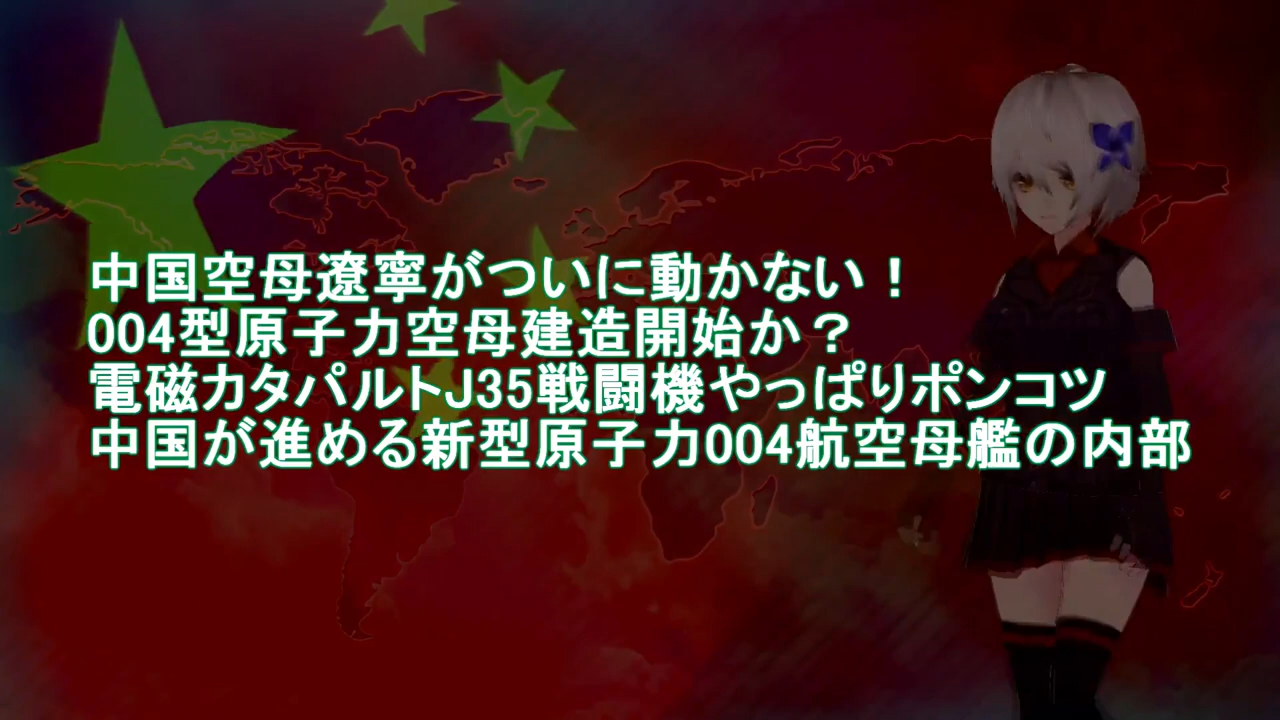 中国空母遼寧がついに動かない！
004型原子力空母建造開始か？
電磁カタパルトJ35戦闘機やっぱりポンコツ
中国が進める新型原子力004航空母艦の内部